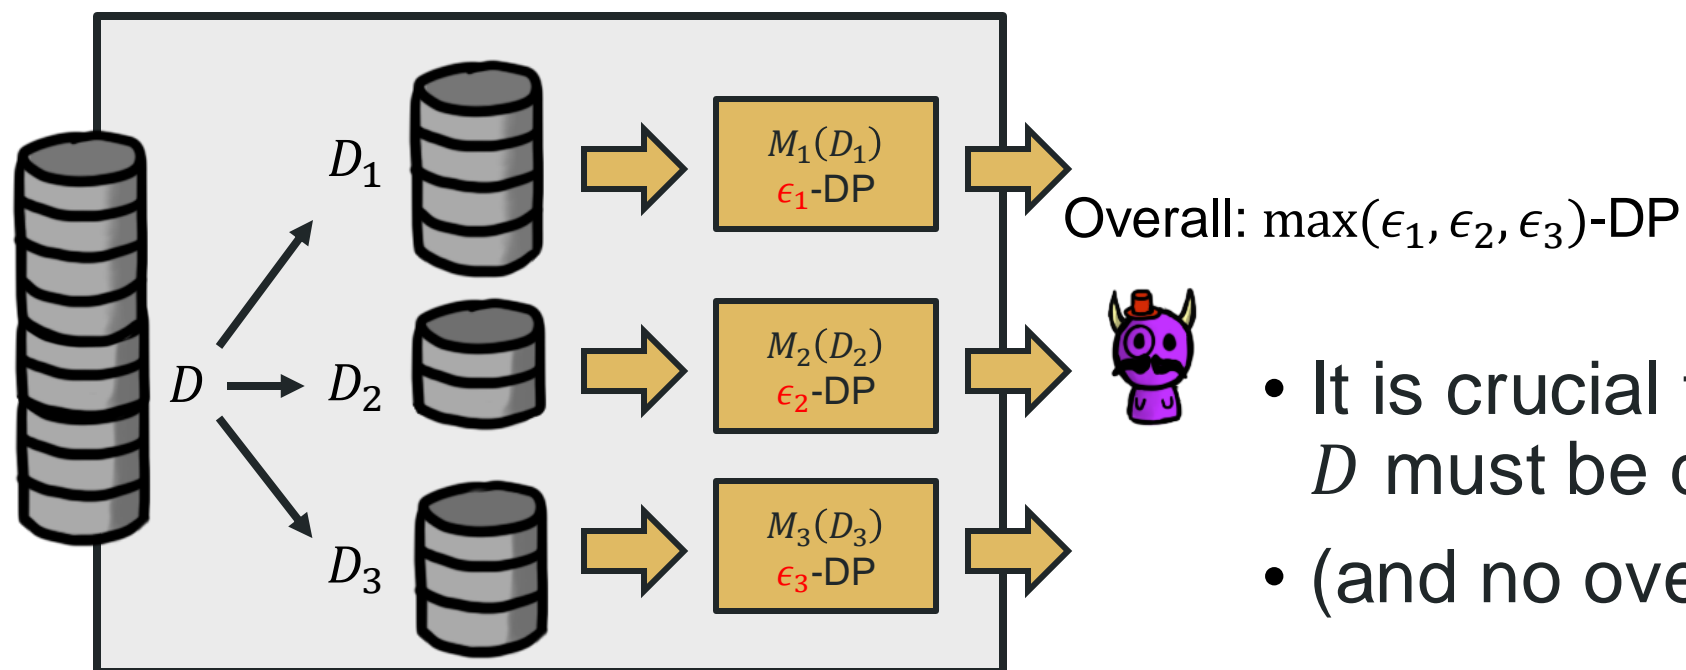 D
D₁
D₂
D₃
M₁(D₁)
ϵ₁-DP
M₂(D₂)
ϵ₂-DP
M₃(D₃)
ϵ₃-DP
Overall: max(ϵ₁, ϵ₂, ϵ₃)-DP
• It is crucial
D must be
• (and no